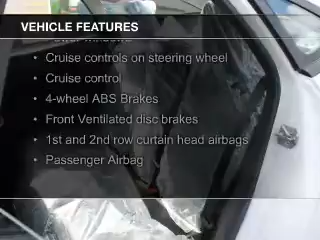 VEHICLE FEATURES
• Cruise controls on steering wheel
• Cruise control
• 4-wheel ABS Brakes
• Front Ventilated disc brakes
• 1st and 2nd row curtain head airbags
• Passenger Airbag